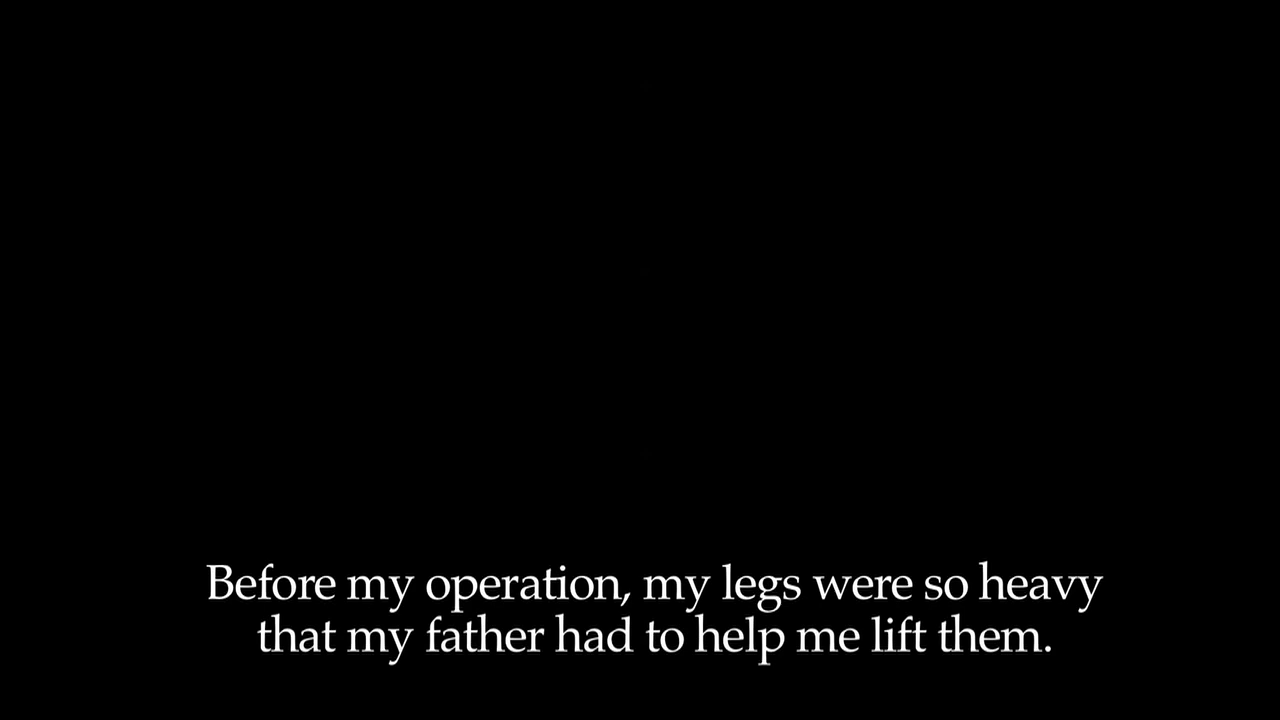 Before my operation, my legs were so heavy
that my father had to help me lift them.